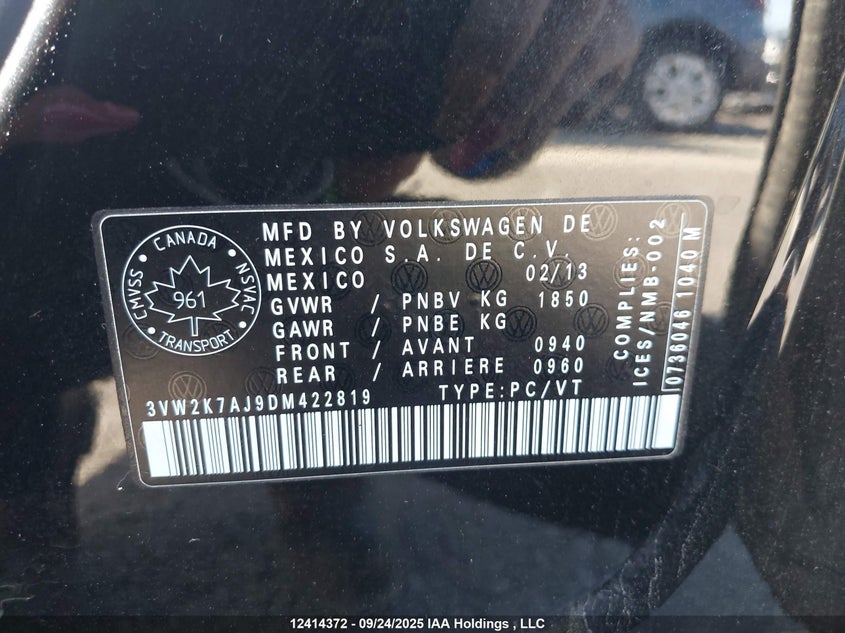 CANADA
CMVSS
NSVAC
961
TRANSPORT
MFD BY VOLKSWAGEN DE
MEXICO S.A. DE C.V.
MEXICO 02/13
GVWR / PNBV KG 1850
GAWR / PNBE KG
FRONT / AVANT 0940
REAR / ARRIERE 0960
3VW2K7AJ9DM422819 TYPE:PC/VT
COMPLIES:
ICES/NMB-002
0736046 1040 M
12414372 - 09/24/2025 IAA Holdings , LLC